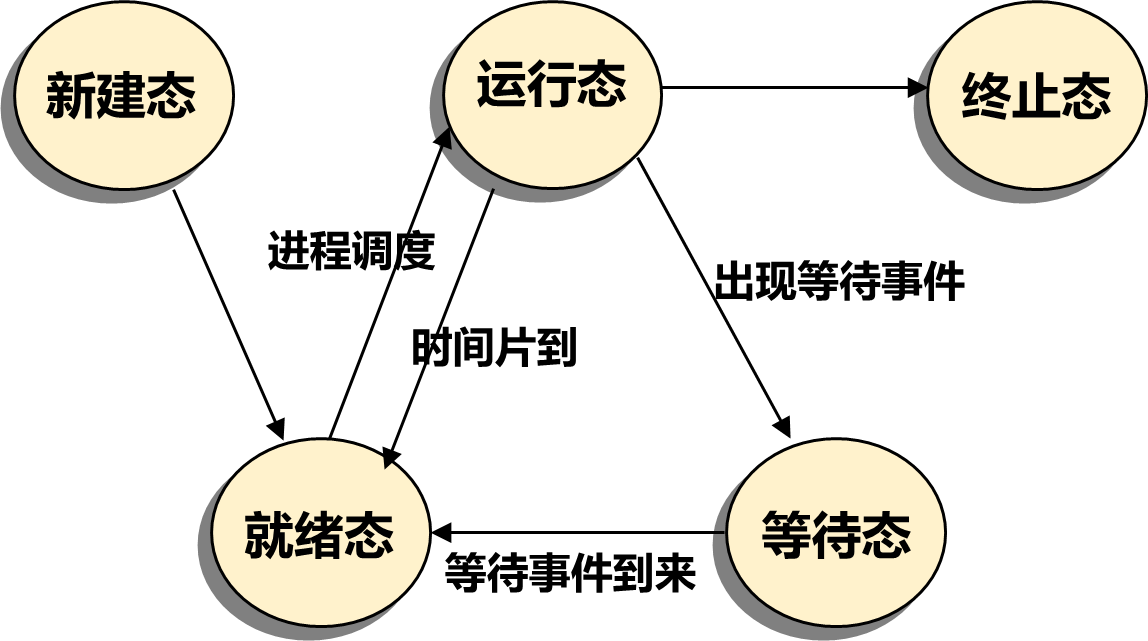 新建态
运行态
终止态
进程调度
出现等待事件
时间片到
就绪态
等待态
等待事件到来